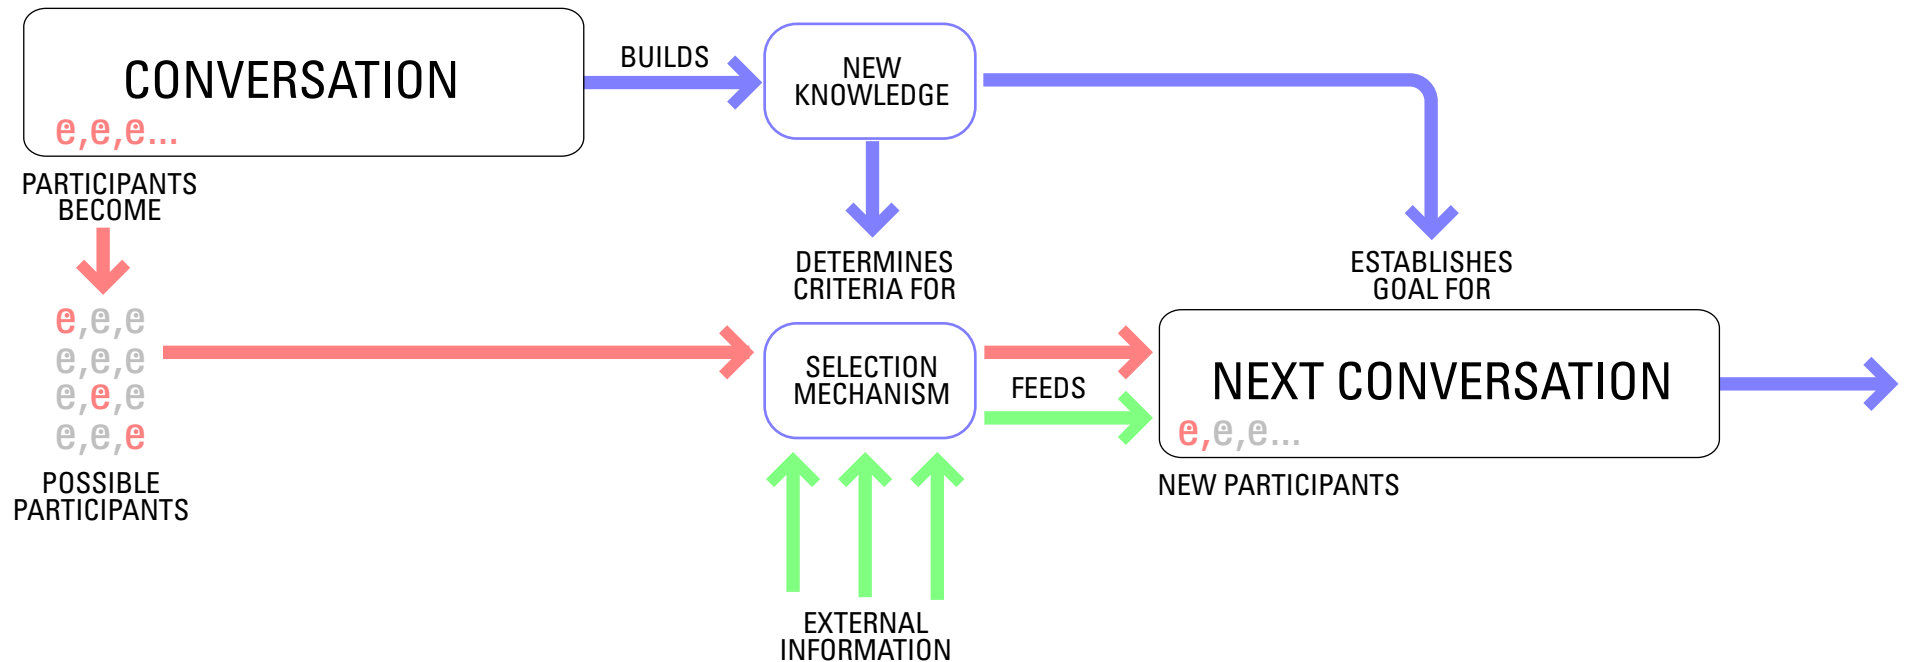 CONVERSATION
e,e,e...
BUILDS
NEW
KNOWLEDGE
PARTICIPANTS
BECOME
DETERMINES
CRITERIA FOR
ESTABLISHES
GOAL FOR
e,e,e
e,e,e
e,e,e
e,e,e
POSSIBLE
PARTICIPANTS
SELECTION
MECHANISM
FEEDS
NEXT CONVERSATION
e,e,e...
NEW PARTICIPANTS
EXTERNAL
INFORMATION